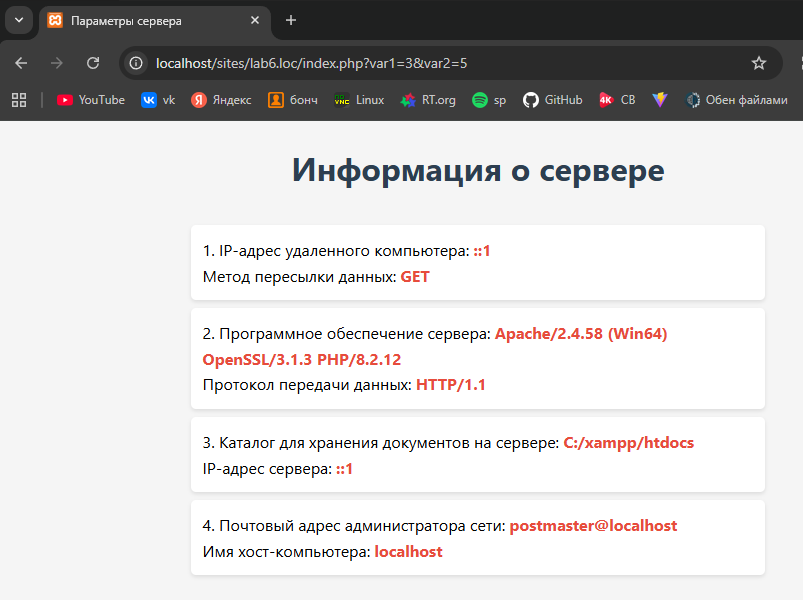 Параметры сервера
localhost/sites/lab6.loc/index.php?var1=3&var2=5
YouTube vk Яндекс бонч Linux RT.org sp GitHub СВ Обен файлами
Информация о сервере
1. IP-адрес удаленного компьютера: ::1
Метод пересылки данных: GET
2. Программное обеспечение сервера: Apache/2.4.58 (Win64)
OpenSSL/3.1.3 PHP/8.2.12
Протокол передачи данных: HTTP/1.1
3. Каталог для хранения документов на сервере: C:/xampp/htdocs
IP-адрес сервера: ::1
4. Почтовый адрес администратора сети: postmaster@localhost
Имя хост-компьютера: localhost